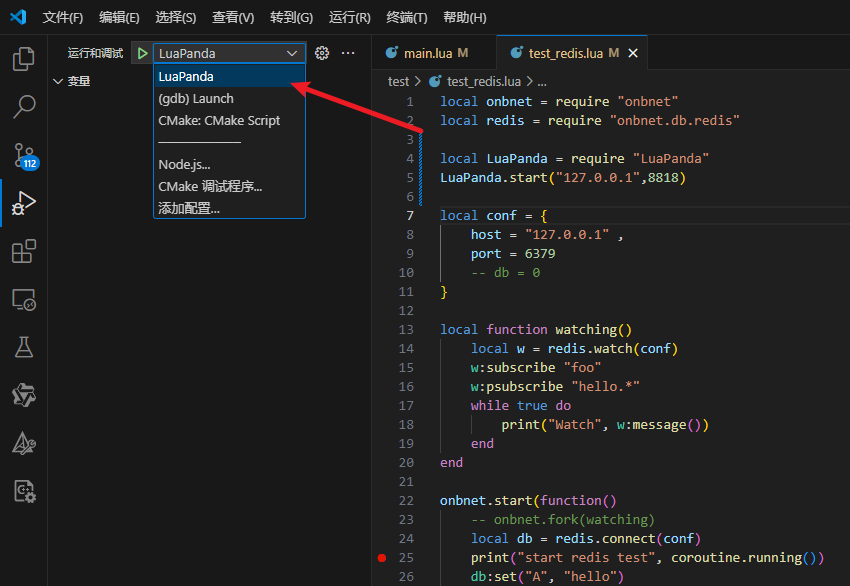 文件(F) 编辑(E) 选择(S) 查看(V) 转到(G) 运行(R) 终端(T) 帮助(H)
运行和调试 LuaPanda ···
变量
LuaPanda
(gdb) Launch
CMake: CMake Script
Node.js...
CMake 调试程序...
添加配置...
112
main.lua M test_redis.lua M
test > test_redis.lua > ...
1 local onbnet = require "onbnet"
2 local redis = require "onbnet.db.redis"
3
4 local LuaPanda = require "LuaPanda"
5 LuaPanda.start("127.0.0.1",8818)
6
7 local conf = {
8 host = "127.0.0.1" ,
9 port = 6379
10 -- db = 0
11 }
12
13 local function watching()
14 local w = redis.watch(conf)
15 w:subscribe "foo"
16 w:psubscribe "hello.*"
17 while true do
18 print("Watch", w:message())
19 end
20 end
21
22 onbnet.start(function()
23 -- onbnet.fork(watching)
24 local db = redis.connect(conf)
25 print("start redis test", coroutine.running())
26 db:set("A", "hello")